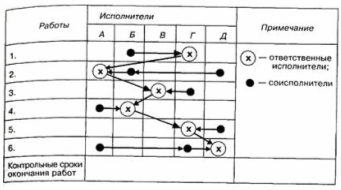 Работы
Исполнители
Примечание
А Б В Г Д
1.
2.
3.
4.
5.
6.
x
x
x
x
x
x
x — ответственные
исполнители;
— соисполнители
Контрольные сроки
окончания работ